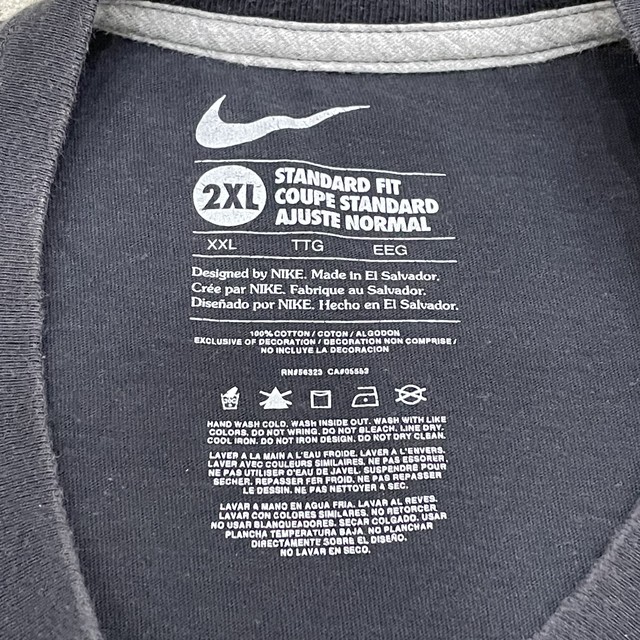 2XL
STANDARD FIT
COUPE STANDARD
AJUSTE NORMAL
XXL TTG EEG
Designed by NIKE. Made in El Salvador.
Crée par NIKE. Fabrique au Salvador.
Diseñado por NIKE. Hecho en El Salvador.
100% COTTON / COTON / ALGODON
EXCLUSIVE OF DECORATION / DECORATION NON COMPRISE /
NO INCLUYE LA DECORACION
RN#56323 CA#05553
HAND WASH COLD. WASH INSIDE OUT. WASH WITH LIKE
COLORS. DO NOT WRING. DO NOT BLEACH. LINE DRY.
COOL IRON. DO NOT IRON DESIGN. DO NOT DRY CLEAN.
LAVER A LA MAIN A L'EAU FROIDE. LAVER A L'ENVERS.
LAVER AVEC COULEURS SIMILAIRES. NE PAS ESSORER.
NE PAS UTILISER D'EAU DE JAVEL. SUSPENDRE POUR
SECHER. REPASSER FER FROID. NE PAS REPASSER
LE DESSIN. NE PAS NETTOYER A SEC.
LAVAR A MANO EN AGUA FRIA. LAVAR AL REVES.
LAVAR CON COLORES SIMILARES. NO RETORCER.
NO USAR BLANQUEADORES. SECAR COLGADO. USAR
PLANCHA TEMPERATURA BAJA. NO PLANCHAR
DIRECTAMENTE SOBRE EL DISEÑO.
NO LAVAR EN SECO.